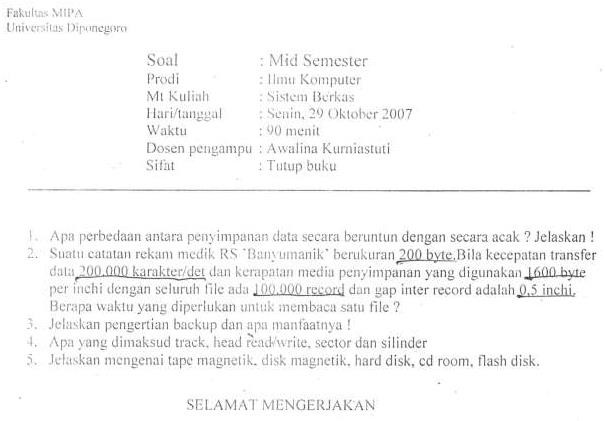 Fakultas MIPA
Universitas Diponegoro
Soal : Mid Semester
Prodi : Ilmu Komputer
Mt Kuliah : Sistem Berkas
Hari/tanggal : Senin, 29 Oktober 2007
Waktu : 90 menit
Dosen pengampu : Awalina Kurniastuti
Sifat : Tutup buku
1. Apa perbedaan antara penyimpanan data secara beruntun dengan secara acak ? Jelaskan !
2. Suatu catatan rekam medik RS "Banyumanik" berukuran 200 byte.Bila kecepatan transfer
data 200.000 karakter/det dan kerapatan media penyimpanan yang digunakan 1600 byte
per inchi dengan seluruh file ada 100.000 record dan gap inter record adalah 0,5 inchi.
Berapa waktu yang diperlukan untuk membaca satu file ?
3. Jelaskan pengertian backup dan apa manfaatnya !
4. Apa yang dimaksud track, head read/write, sector dan silinder
5. Jelaskan mengenai tape magnetik, disk magnetik, hard disk, cd room, flash disk.
SELAMAT MENGERJAKAN